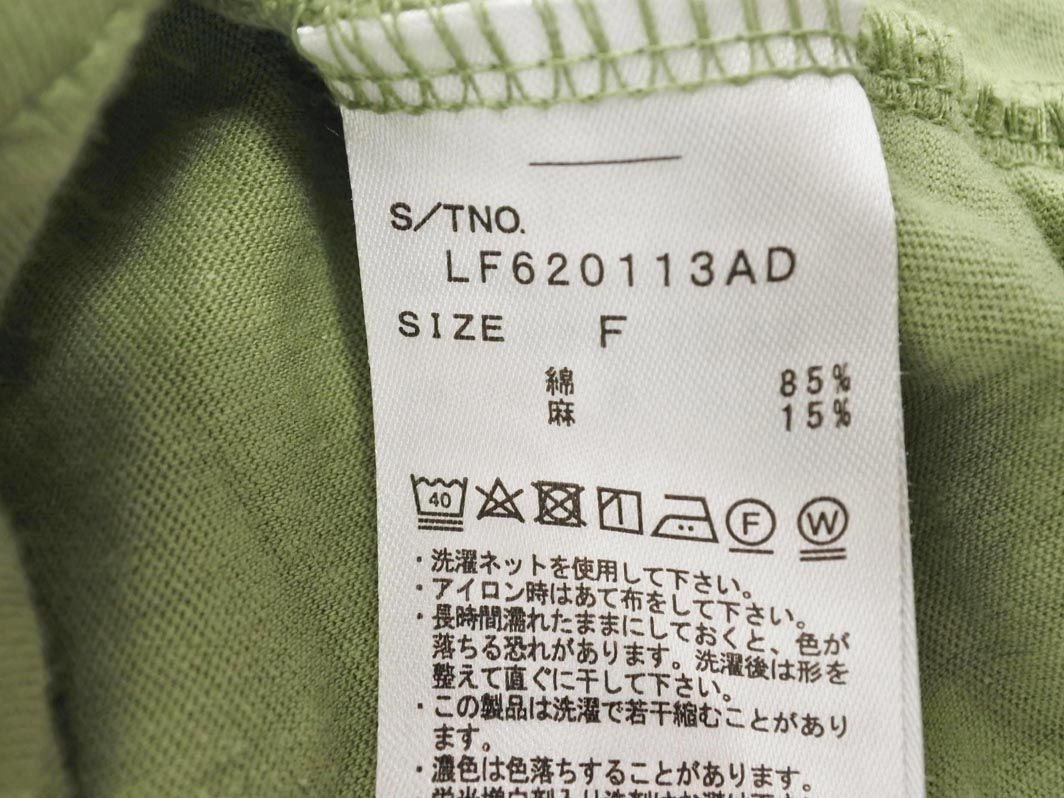 S/TNO.
LF620113AD
SIZE F
綿 85%
麻 15%
40 F W
・洗濯ネットを使用して下さい。
・アイロン時はあて布をして下さい。
・長時間濡れたままにしておくと、色が
落ちる恐れがあります。洗濯後は形を
整えて直ぐに干して下さい。
・この製品は洗濯で若干縮むことがあり
ます。
・濃色は色落ちすることがあります。